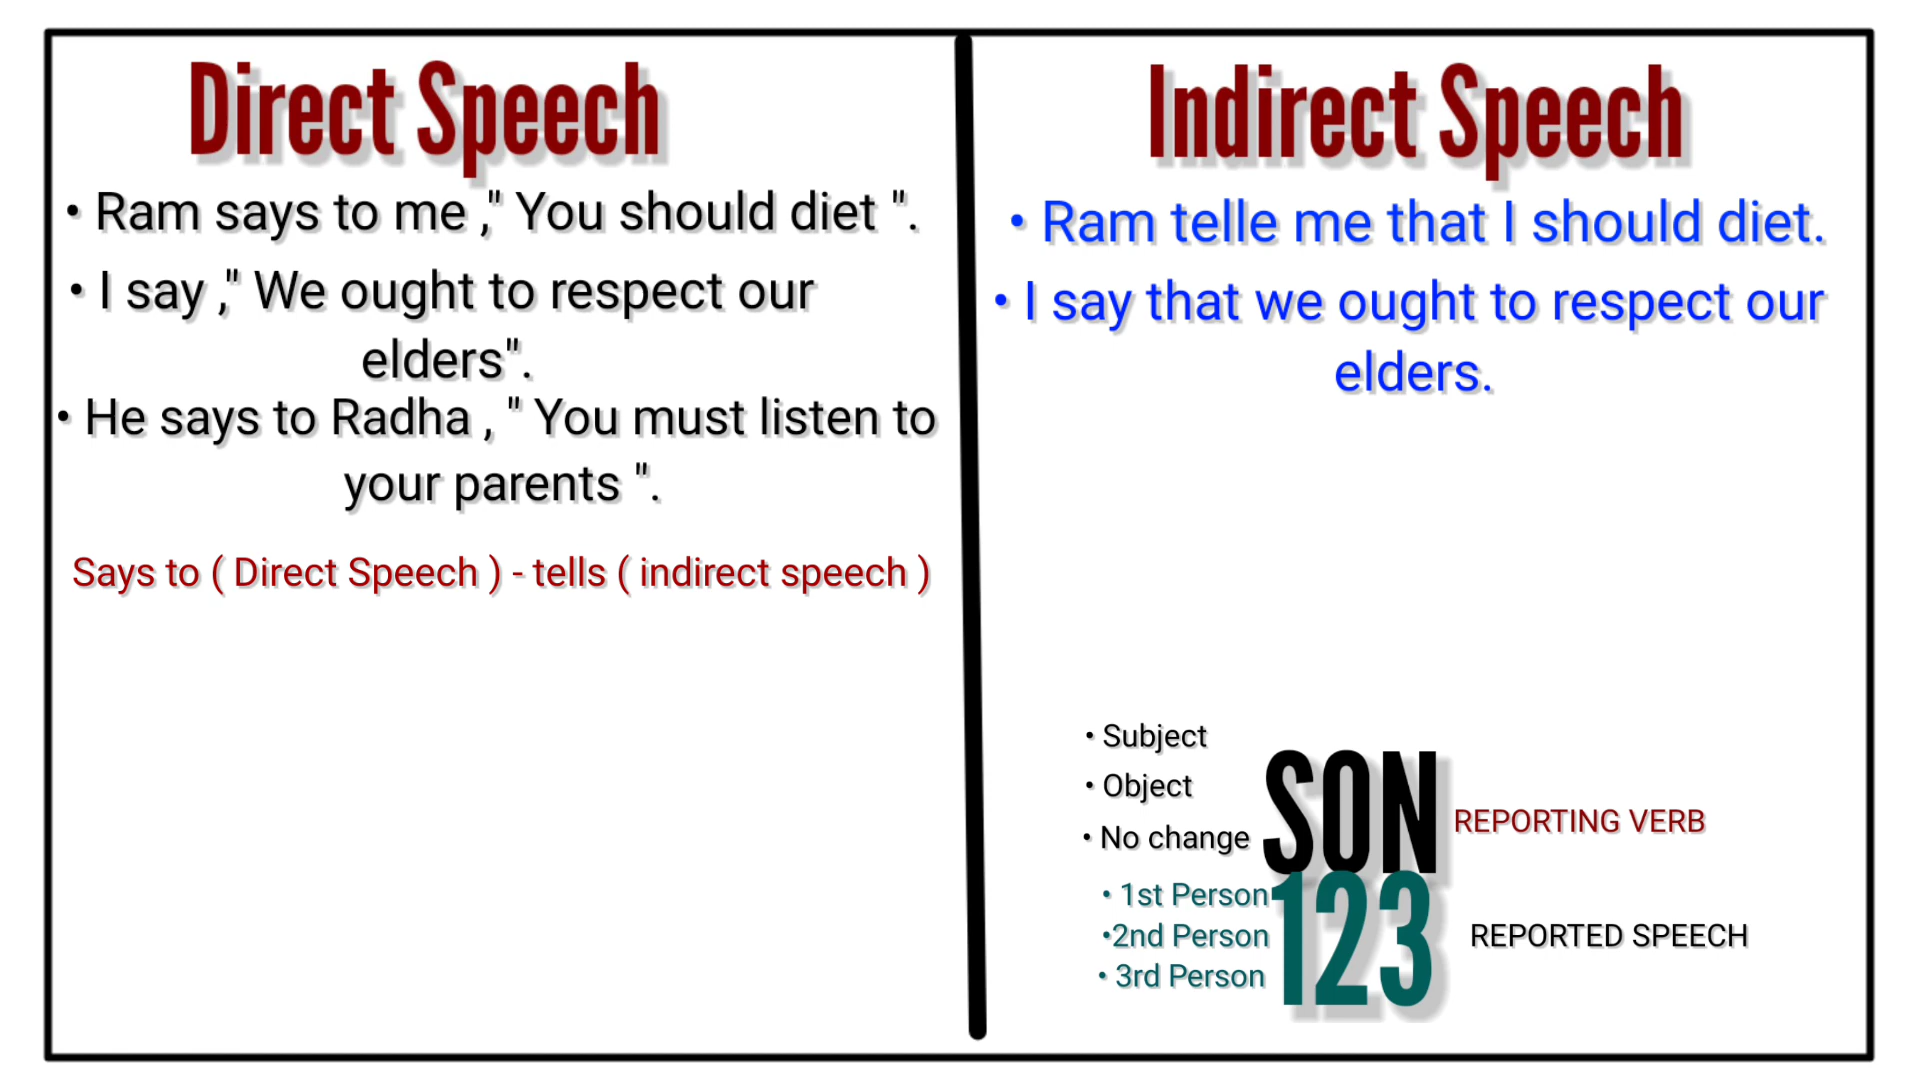 Direct Speech
• Ram says to me ," You should diet ".
• I say ," We ought to respect our
elders".
• He says to Radha , " You must listen to
your parents ".
Says to ( Direct Speech ) - tells ( indirect speech )
Indirect Speech
• Ram telle me that I should diet.
• I say that we ought to respect our
elders.
• Subject
• Object
• No change
SON
REPORTING VERB
• 1st Person
•2nd Person
• 3rd Person
123
REPORTED SPEECH